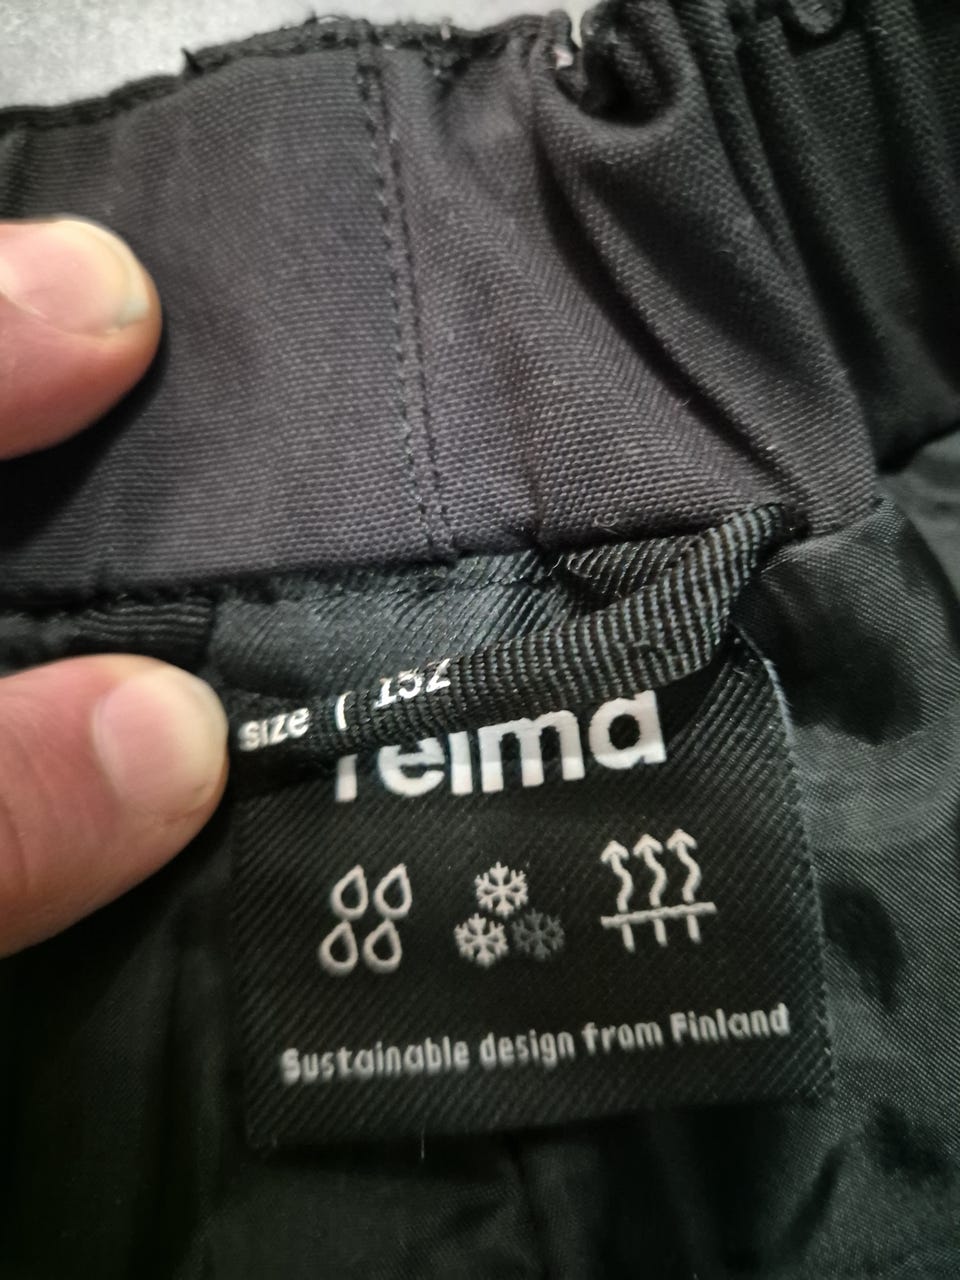 size | 152
reima
Sustainable design from Finland